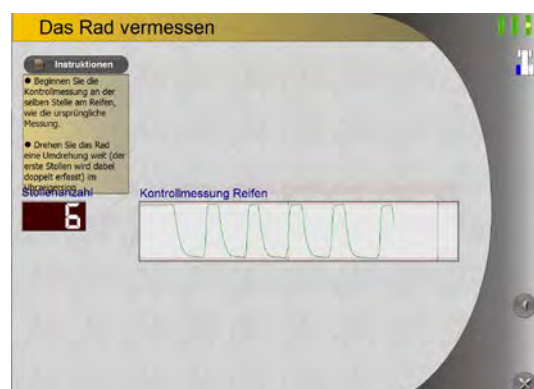 Das Rad vermessen
Instruktionen
● Beginnen Sie die
Kontrollmessung an der
selben Stelle am Reifen,
wie die ursprüngliche
Messung.
● Drehen Sie das Rad
eine Umdrehung weit (der
erste Stollen wird dabei
doppelt erfasst) im
Uhrzeigersinn
Stollenanzahl
6
Kontrollmessung Reifen